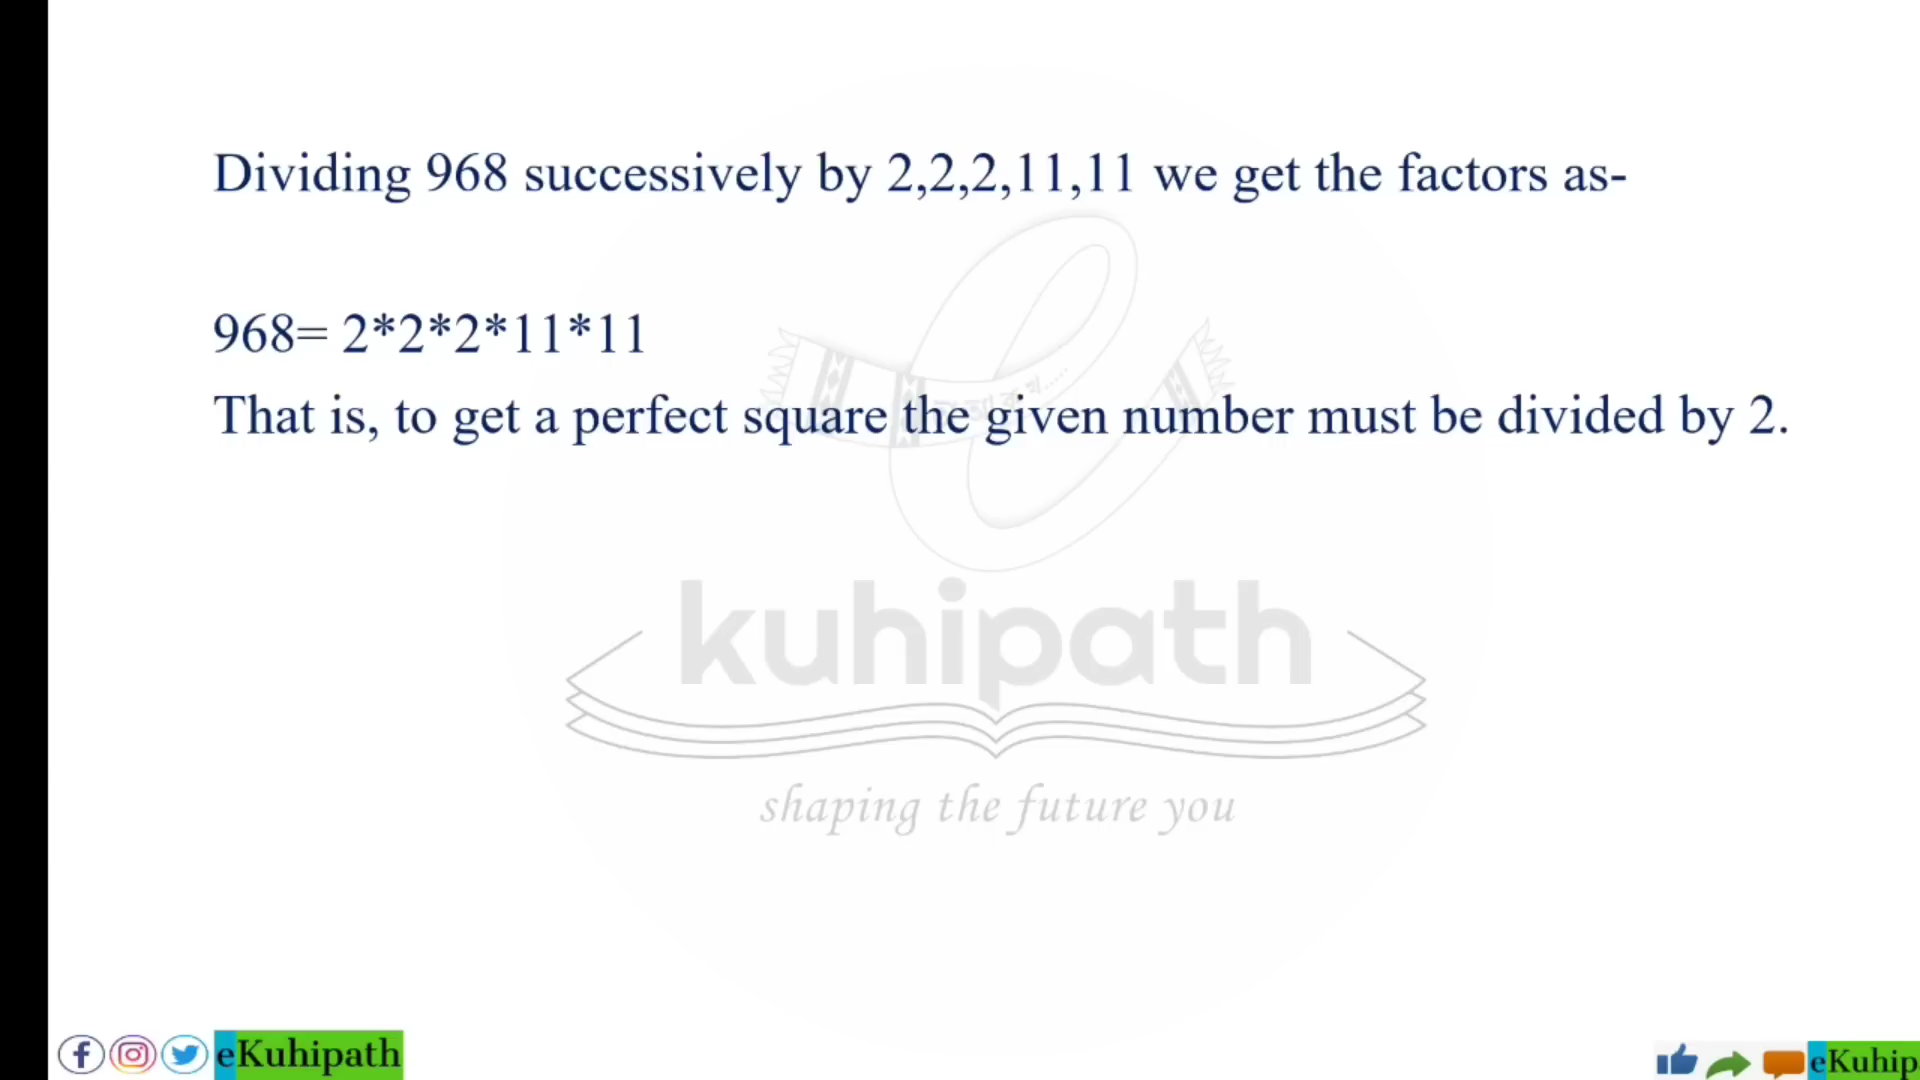 Dividing 968 successively by 2,2,2,11,11 we get the factors as-
968= 2*2*2*11*11
That is, to get a perfect square the given number must be divided by 2.
kuhipath
shaping the future you
eKuhipath
eKuhip